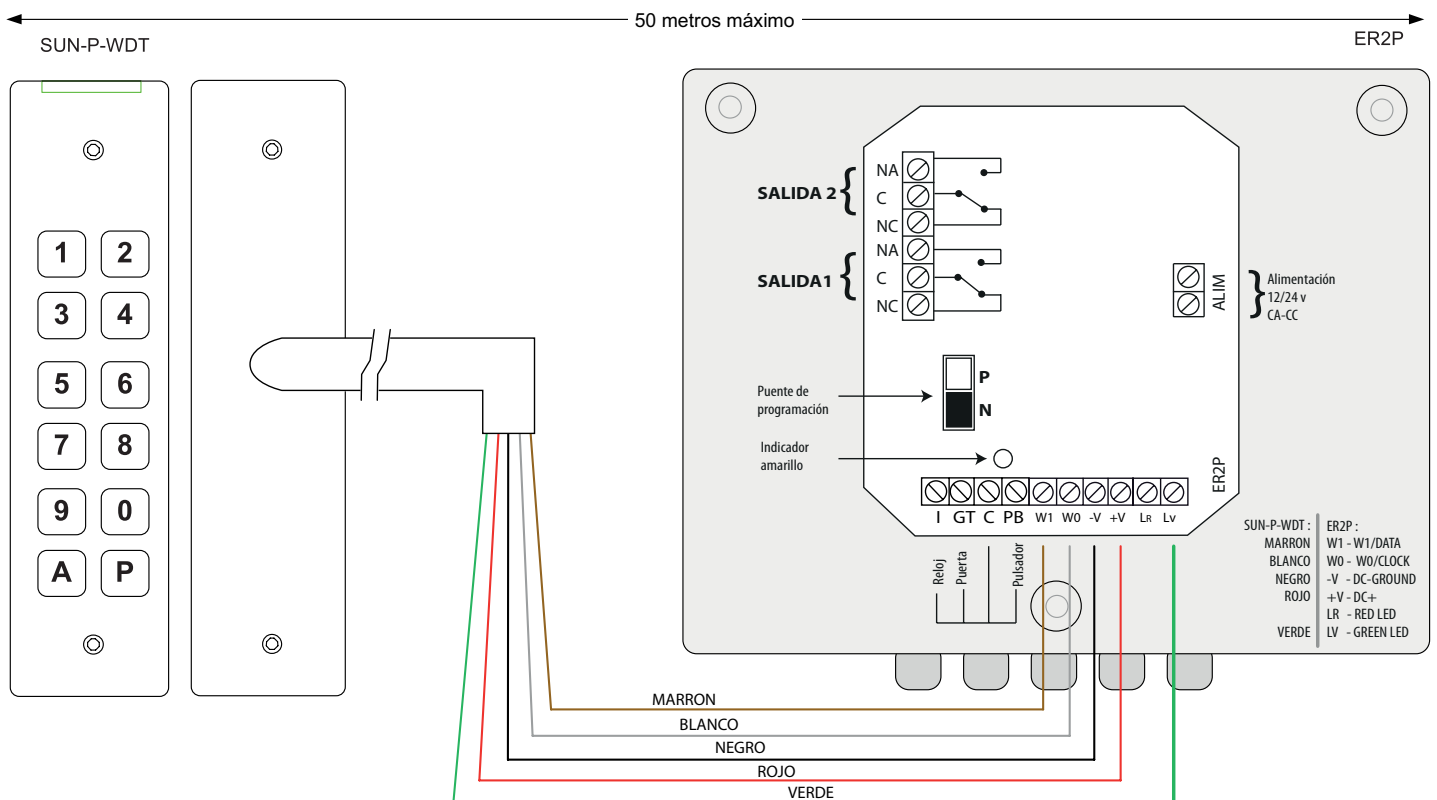 50 metros máximo
SUN-P-WDT
ER2P
1 2
3 4
5 6
7 8
9 0
A P
SALIDA 2
NA
C
NC
SALIDA1
NA
C
NC
ALIM
Alimentación
12/24 v
CA-CC
Puente de
programación
P
N
Indicador
amarillo
ER2P
I GT C PB W1 W0 -V +V LR LV
Reloj
Puerta
Pulsador
SUN-P-WDT : ER2P :
MARRON W1 - W1/DATA
BLANCO W0 - W0/CLOCK
NEGRO -V - DC-GROUND
ROJO +V - DC+
LR - RED LED
VERDE LV - GREEN LED
MARRON
BLANCO
NEGRO
ROJO
VERDE